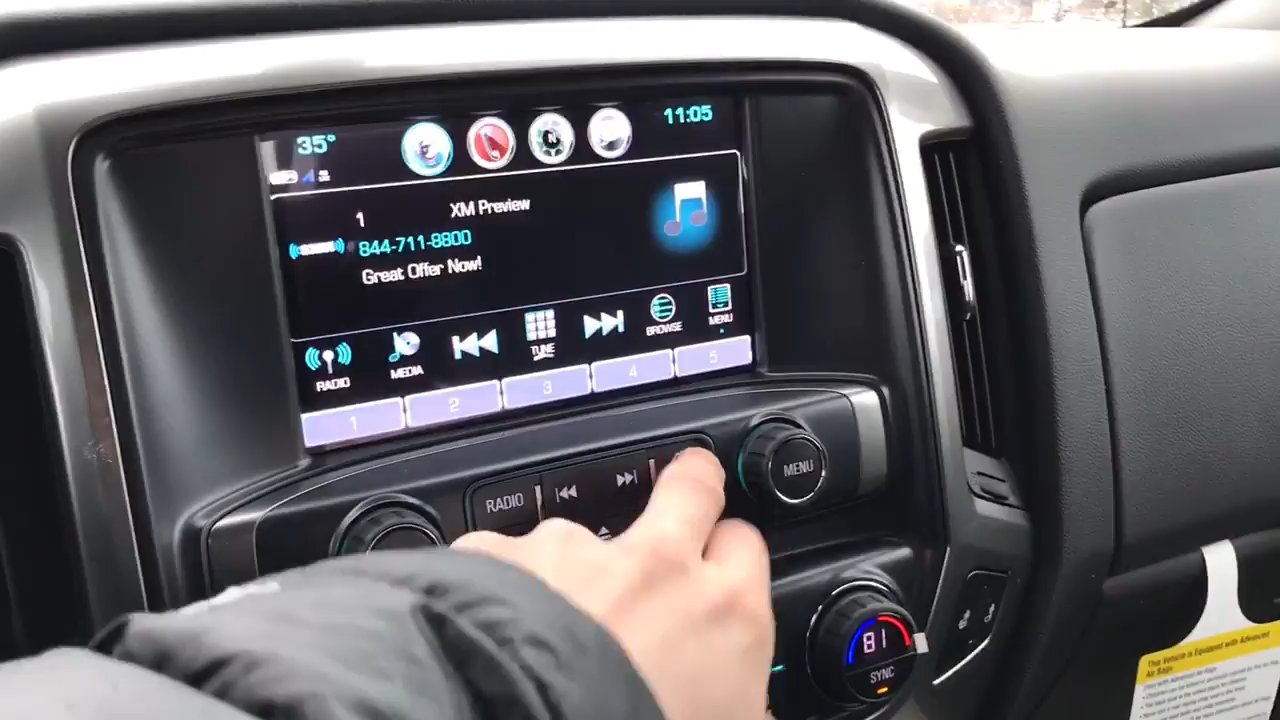 35°
11:05
N
1
XM Preview
844-711-8800
Great Offer Now!
RADIO
MEDIA
TUNE
BROWSE
MENU
1
2
3
4
5
RADIO
MENU
81
SYNC
This Vehicle is Equipped with Advanced
Air Bags